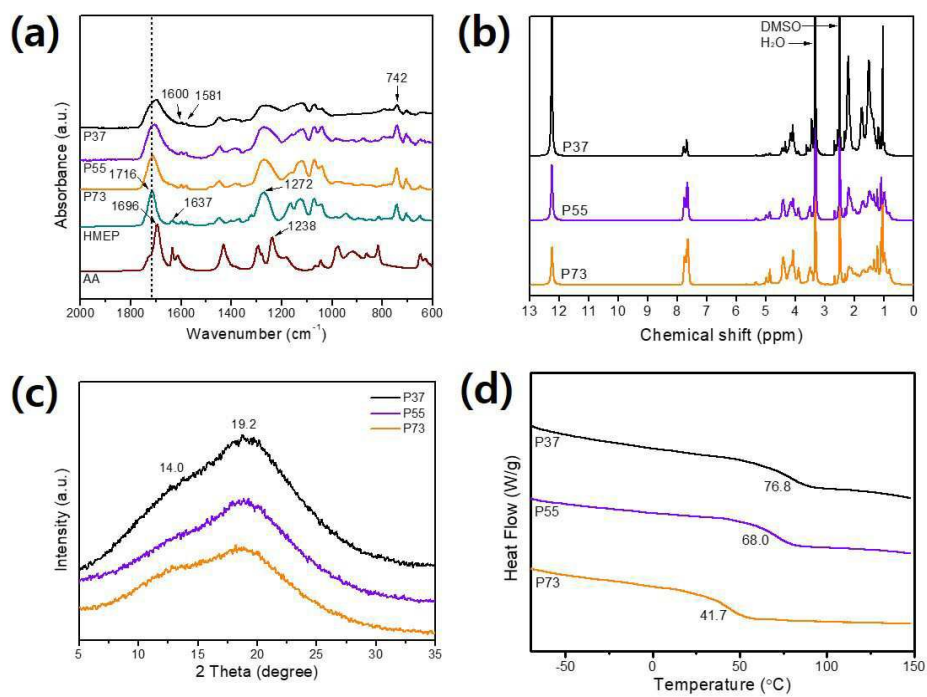 (a)
1600
1581
742
P37
P55
P73
1716
1696
1637
1272
1238
HMEP
AA
2000 1800 1600 1400 1200 1000 800 600
Wavenumber (cm⁻¹)
Absorbance (a.u.)
(b)
DMSO
H₂O
P37
P55
P73
13 12 11 10 9 8 7 6 5 4 3 2 1 0
Chemical shift (ppm)
(c)
P37
P55
P73
19.2
14.0
5 10 15 20 25 30 35
2 Theta (degree)
Intensity (a.u.)
(d)
P37
76.8
P55
68.0
P73
41.7
-50 0 50 100 150
Temperature (°C)
Heat Flow (W/g)